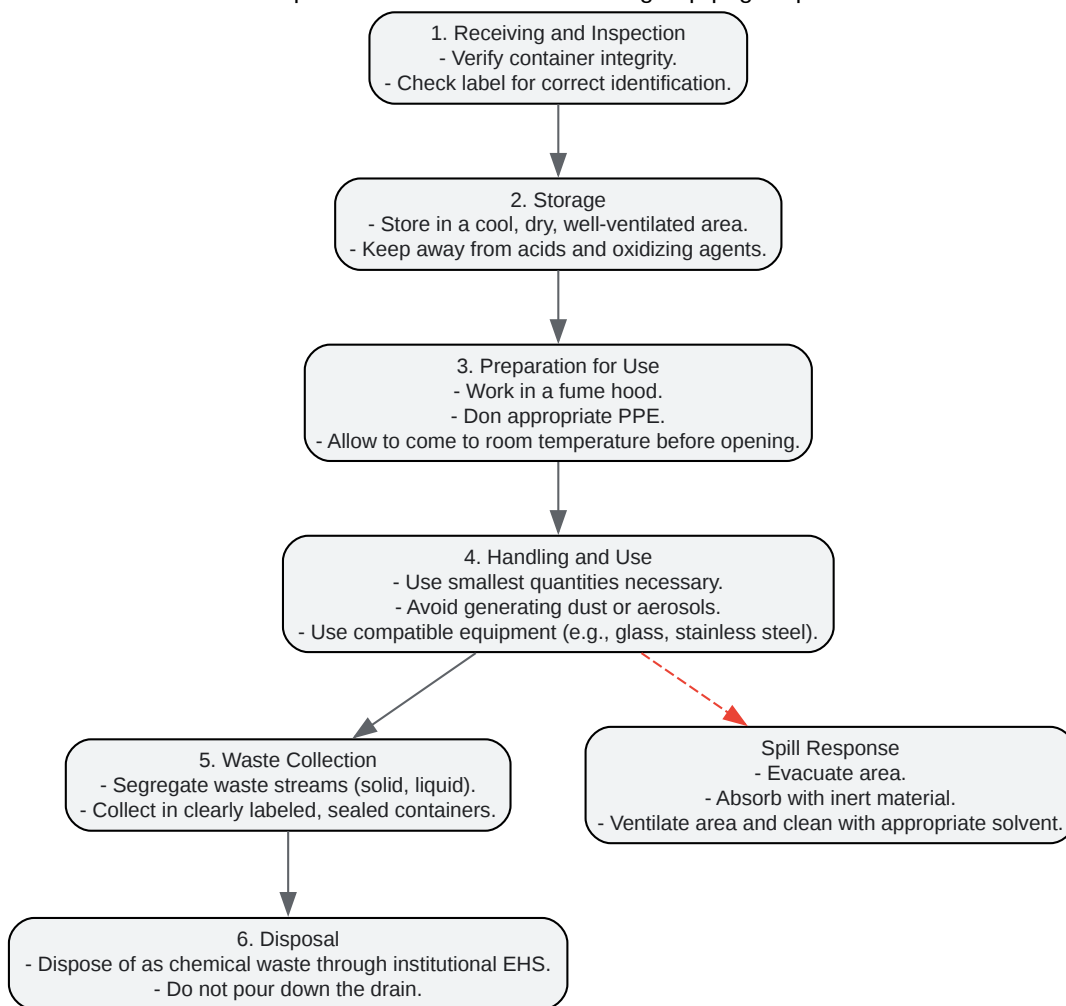 1. Receiving and Inspection
- Verify container integrity.
- Check label for correct identification.
2. Storage
- Store in a cool, dry, well-ventilated area.
- Keep away from acids and oxidizing agents.
3. Preparation for Use
- Work in a fume hood.
- Don appropriate PPE.
- Allow to come to room temperature before opening.
4. Handling and Use
- Use smallest quantities necessary.
- Avoid generating dust or aerosols.
- Use compatible equipment (e.g., glass, stainless steel).
5. Waste Collection
- Segregate waste streams (solid, liquid).
- Collect in clearly labeled, sealed containers.
Spill Response
- Evacuate area.
- Absorb with inert material.
- Ventilate area and clean with appropriate solvent.
6. Disposal
- Dispose of as chemical waste through institutional EHS.
- Do not pour down the drain.